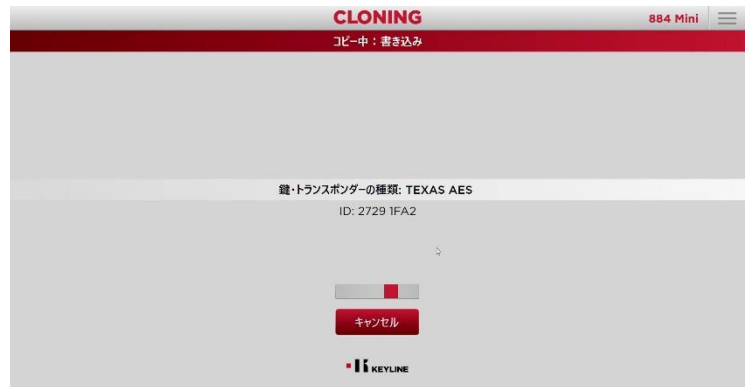 CLONING
884 Mini
コピー中：書き込み
鍵・トランスポンダーの種類: TEXAS AES
ID: 2729 1FA2
キャンセル
KEYLINE